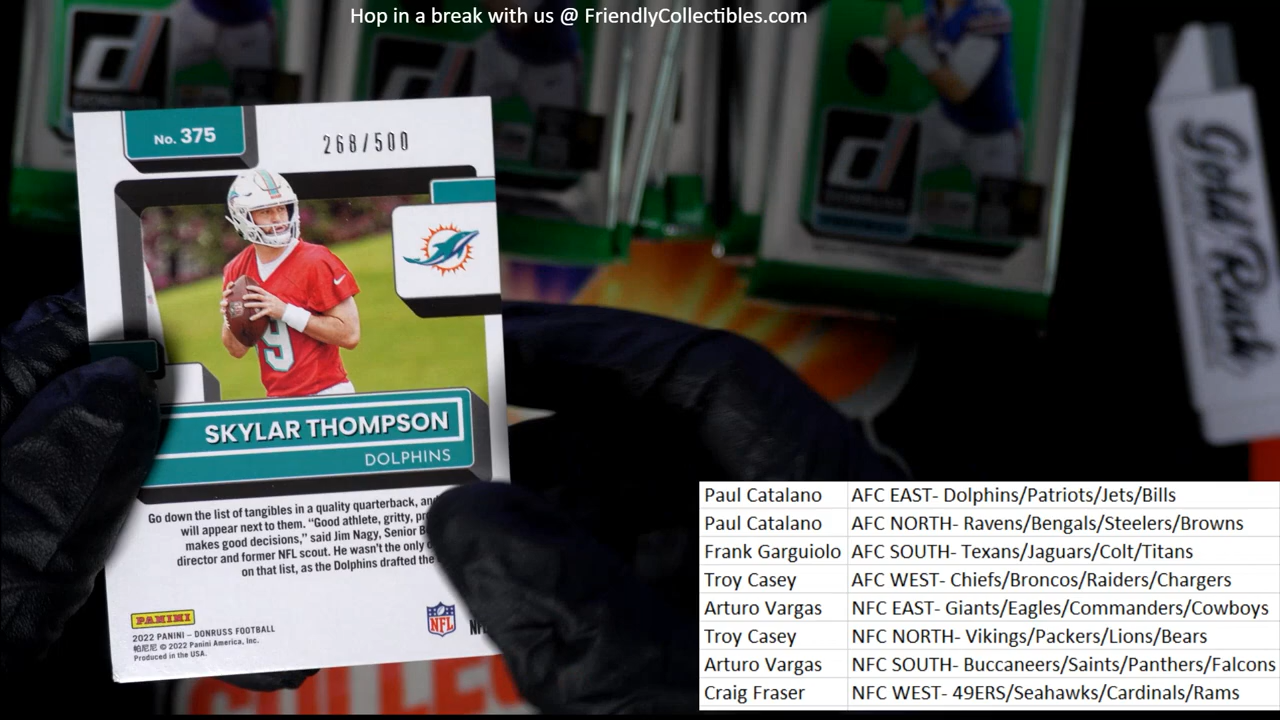 Hop in a break with us @ FriendlyCollectibles.com
No. 375
268/500
9
SKYLAR THOMPSON
DOLPHINS
Go down the list of tangibles in a quality quarterback, and
will appear next to them. “Good athlete, gritty,
makes good decisions,” said Jim Nagy, Senior
director and former NFL scout. He wasn't the only
on that list, as the Dolphins drafted the
PANINI
2022 PANINI – DONRUSS FOOTBALL
帕尼尼 © 2022 Panini America, Inc.
Produced in the USA.
NFL
Gold Rush
Paul Catalano AFC EAST- Dolphins/Patriots/Jets/Bills
Paul Catalano AFC NORTH- Ravens/Bengals/Steelers/Browns
Frank Garguiolo AFC SOUTH- Texans/Jaguars/Colt/Titans
Troy Casey AFC WEST- Chiefs/Broncos/Raiders/Chargers
Arturo Vargas NFC EAST- Giants/Eagles/Commanders/Cowboys
Troy Casey NFC NORTH- Vikings/Packers/Lions/Bears
Arturo Vargas NFC SOUTH- Buccaneers/Saints/Panthers/Falcons
Craig Fraser NFC WEST- 49ERS/Seahawks/Cardinals/Rams